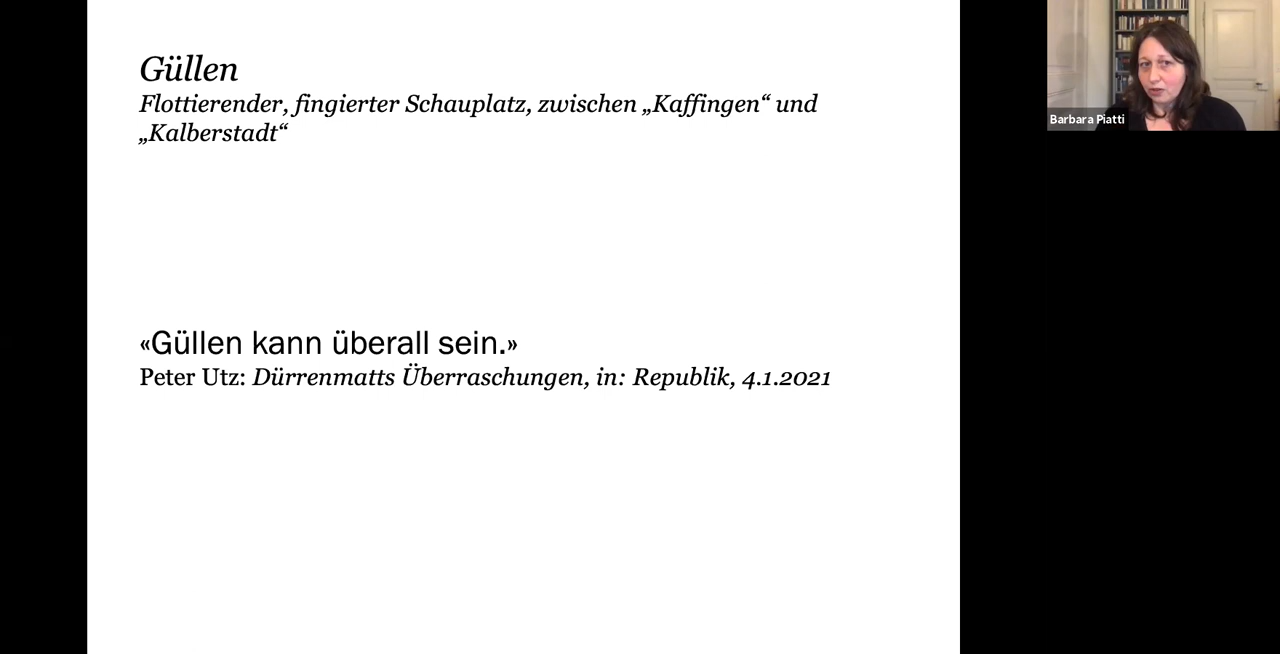 Güllen
Flottierender, fingierter Schauplatz, zwischen „Kaffingen“ und
„Kalberstadt“
«Güllen kann überall sein.»
Peter Utz: Dürrenmatts Überraschungen, in: Republik, 4.1.2021
Barbara Piatti